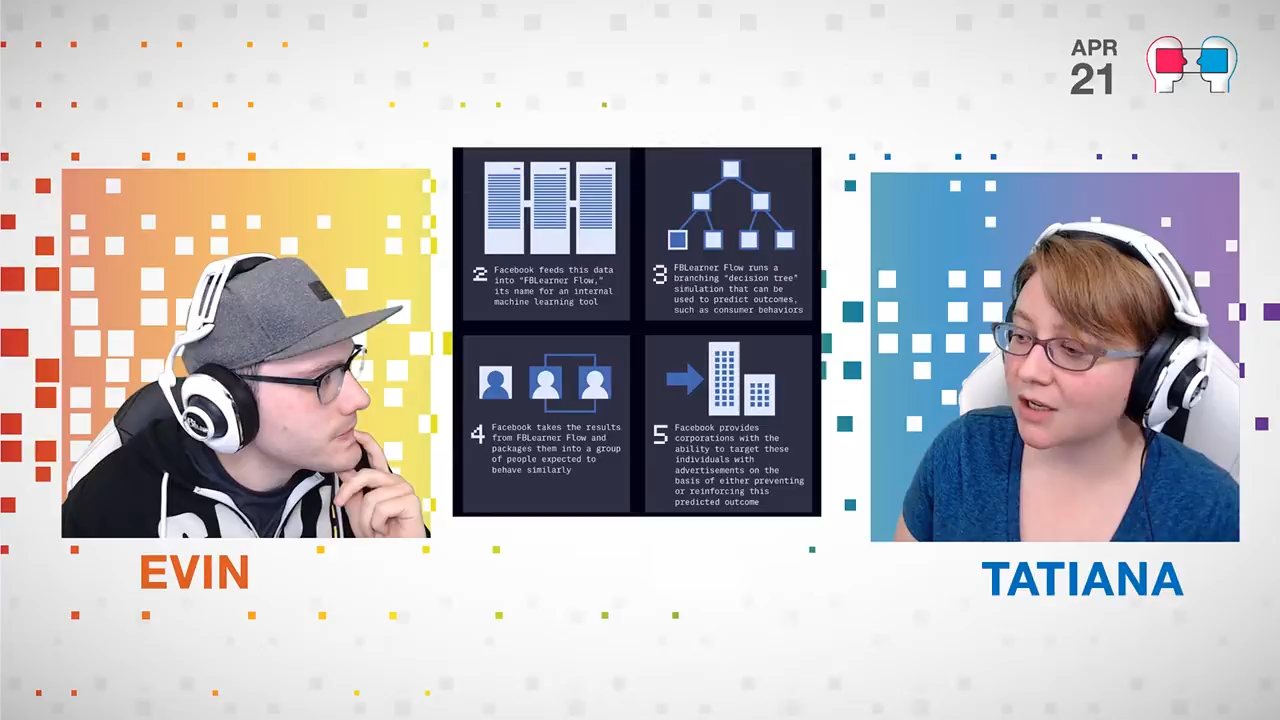 APR
21
2
Facebook feeds this data
into "FBLearner Flow,"
its name for an internal
machine learning tool
3
FBLearner Flow runs a
branching "decision tree"
simulation that can be
used to predict outcomes,
such as consumer behaviors
4
Facebook takes the results
from FBLearner Flow and
packages them into a group
of people expected to
behave similarly
5
Facebook provides
corporations with the
ability to target these
individuals with
advertisements on the
basis of either preventing
or reinforcing this
predicted outcome
EVIN
TATIANA